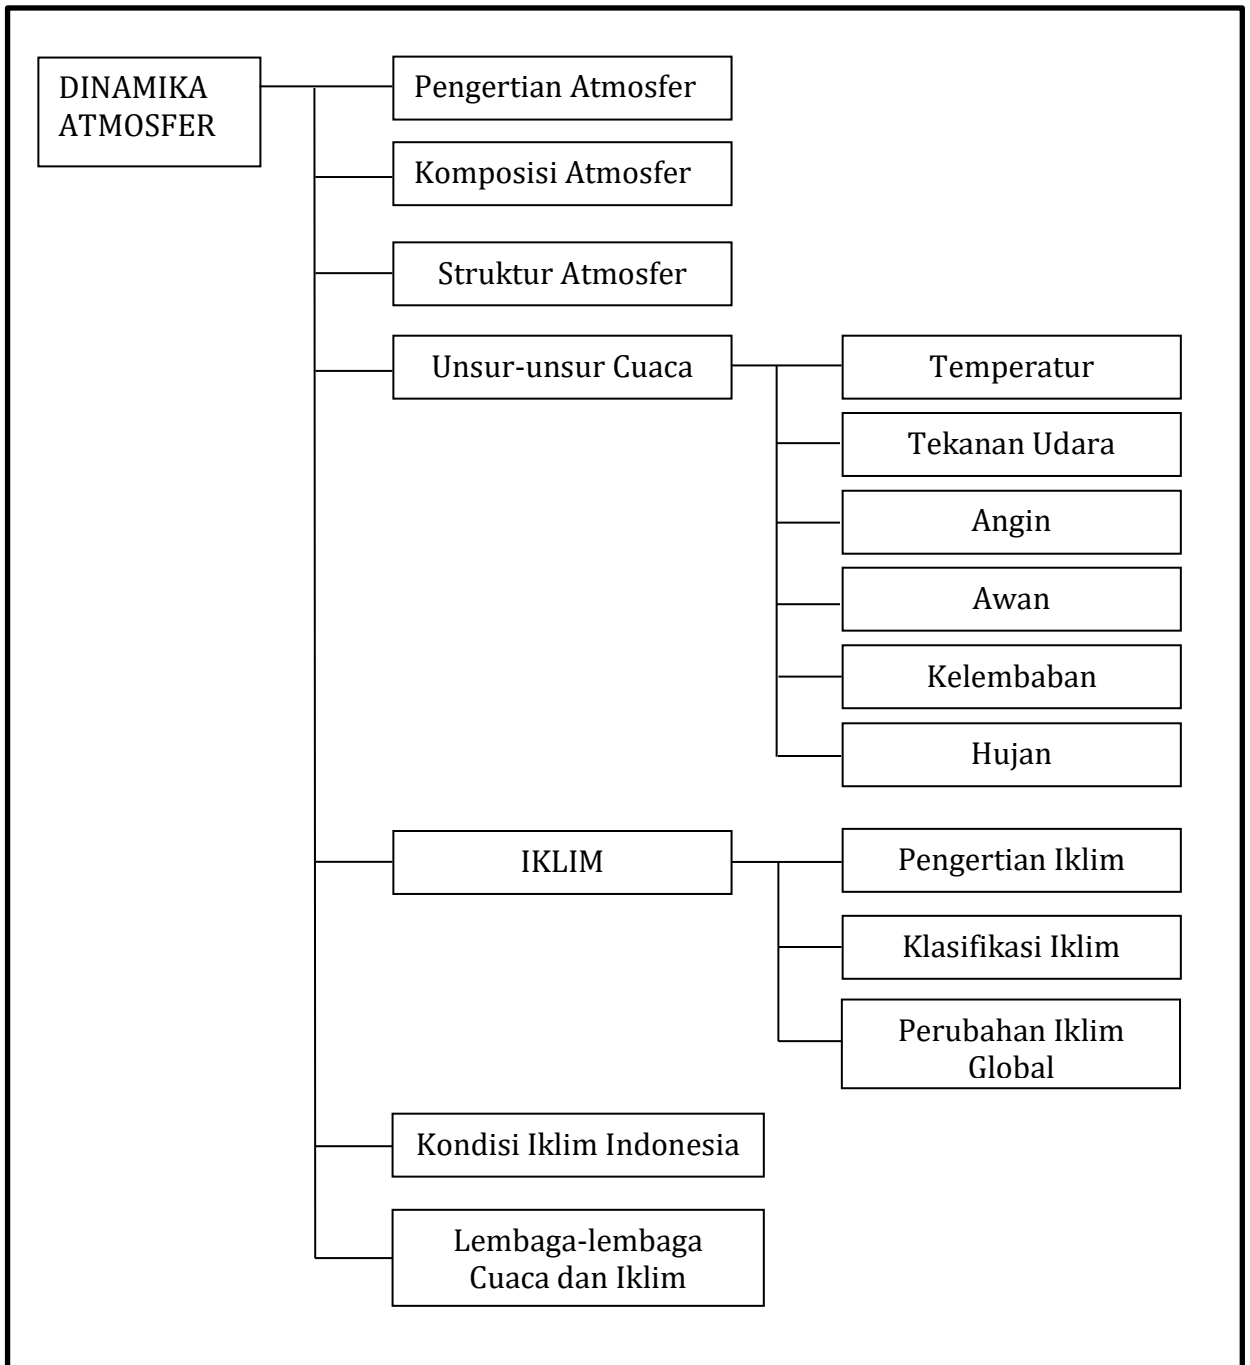 DINAMIKA
ATMOSFER
Pengertian Atmosfer
Komposisi Atmosfer
Struktur Atmosfer
Unsur-unsur Cuaca
Temperatur
Tekanan Udara
Angin
Awan
Kelembaban
Hujan
IKLIM
Pengertian Iklim
Klasifikasi Iklim
Perubahan Iklim
Global
Kondisi Iklim Indonesia
Lembaga-lembaga
Cuaca dan Iklim